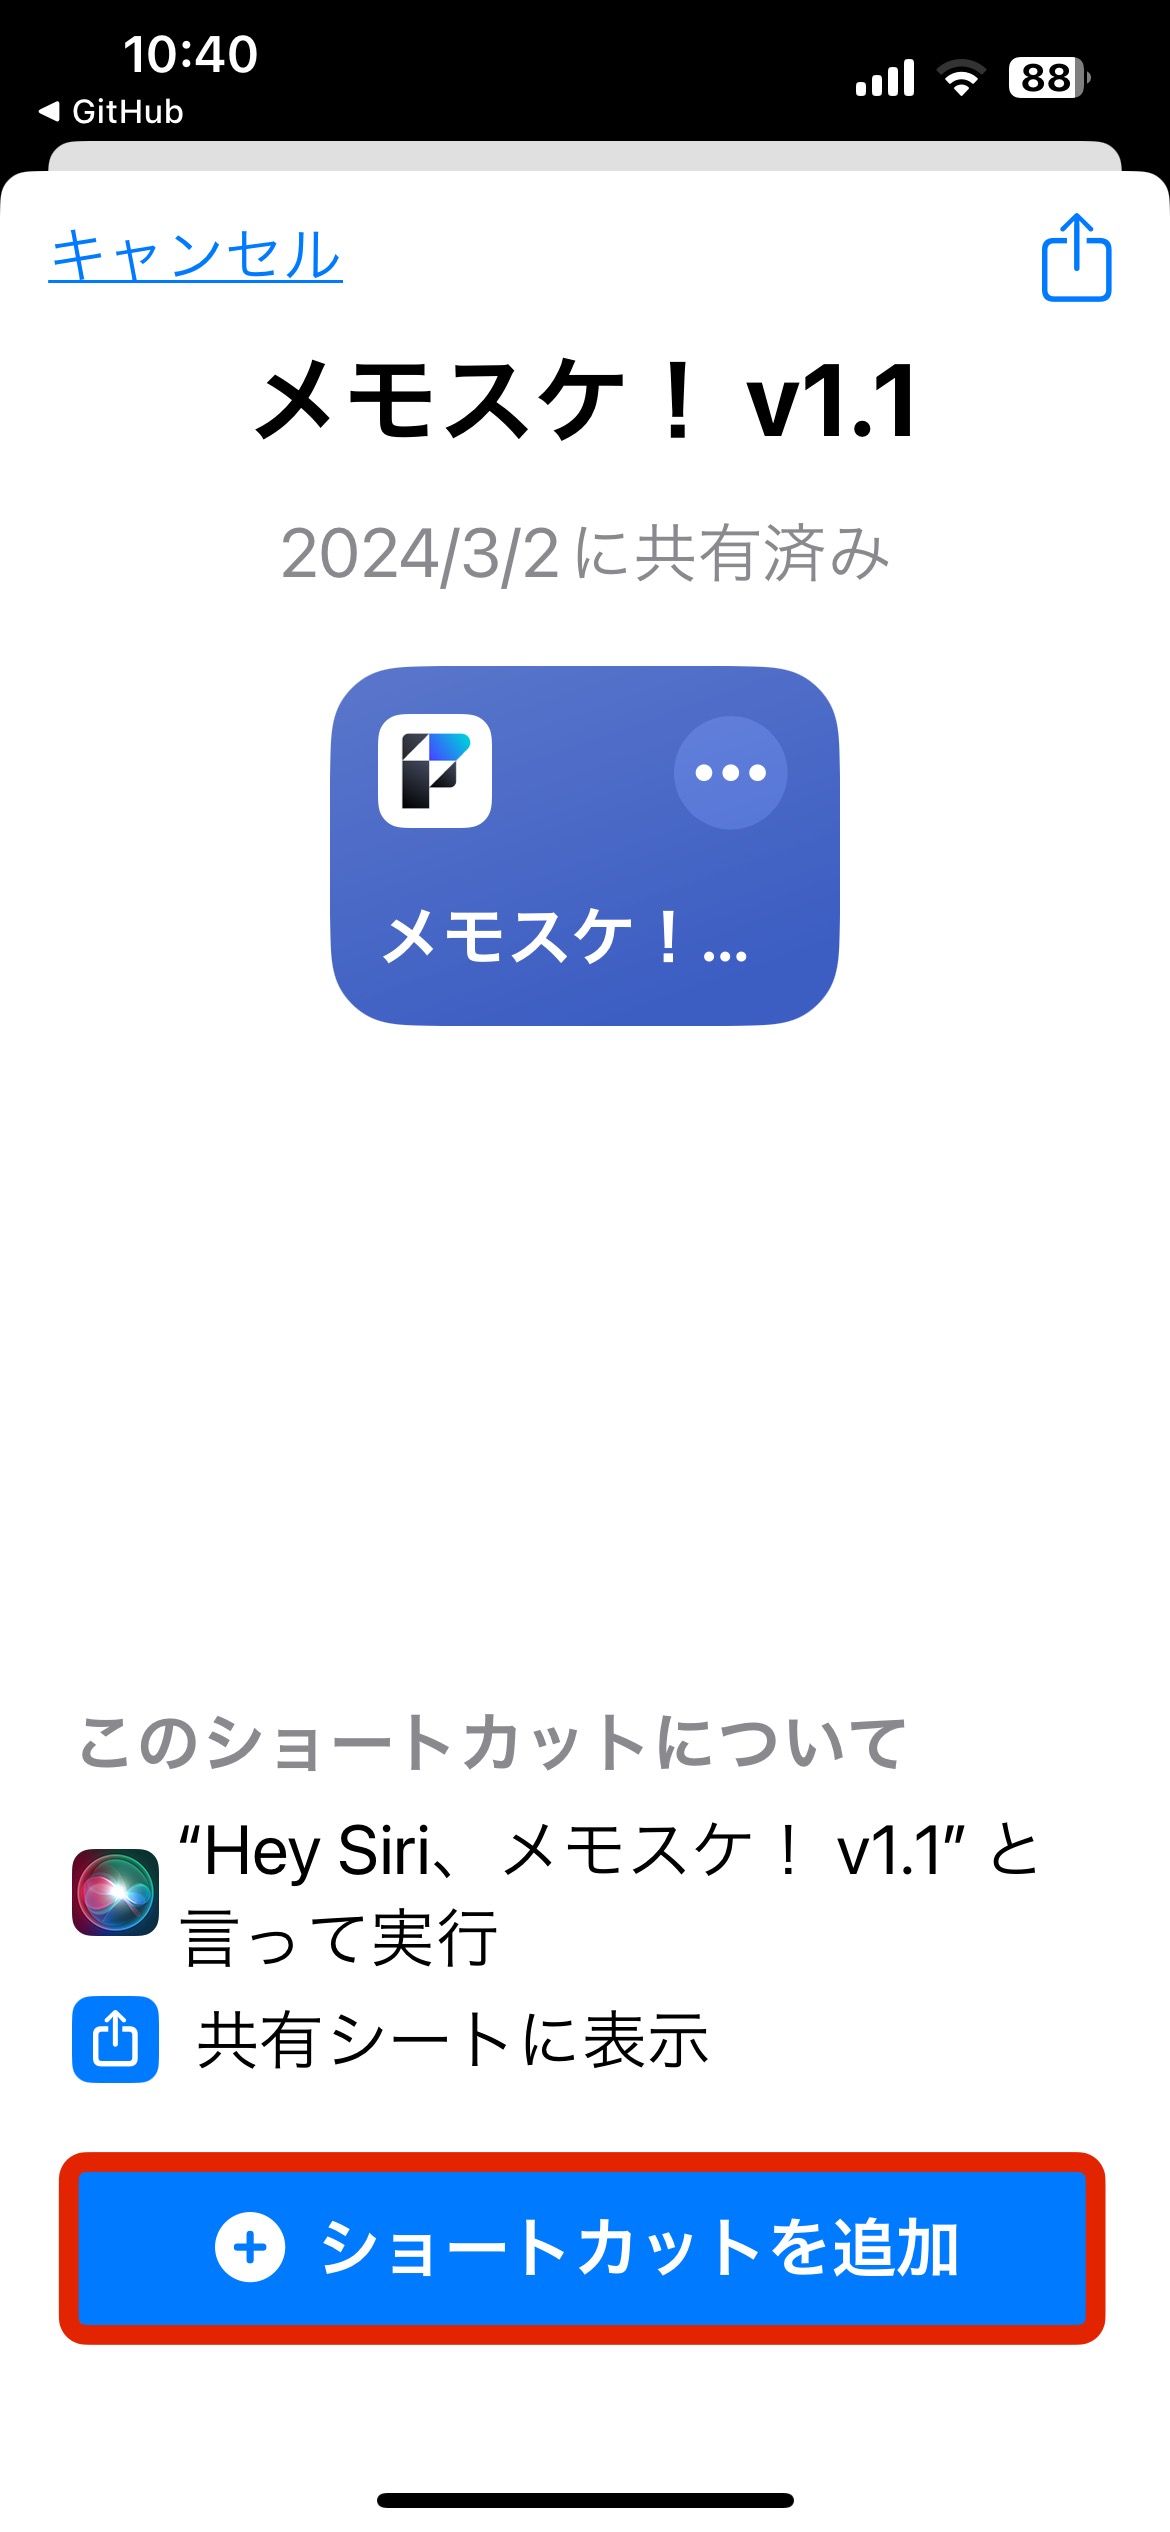 10:40
88
◀ GitHub
キャンセル
メモスケ！ v1.1
2024/3/2に共有済み
メモスケ！...
このショートカットについて
“Hey Siri、メモスケ！ v1.1” と
言って実行
共有シートに表示
ショートカットを追加